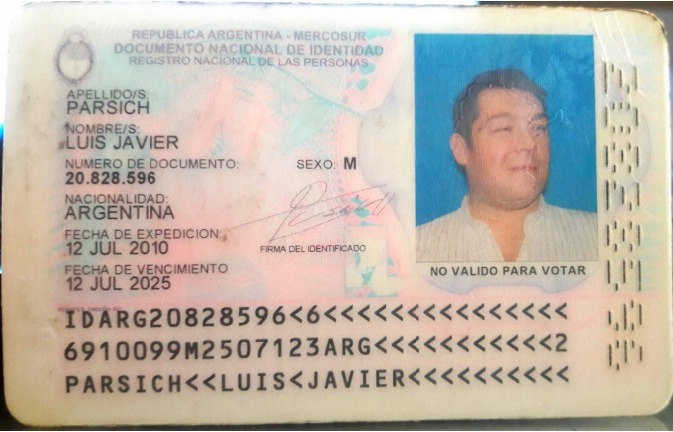 REPUBLICA ARGENTINA - MERCOSUR
DOCUMENTO NACIONAL DE IDENTIDAD
REGISTRO NACIONAL DE LAS PERSONAS
APELLIDO/S:
PARSICH
NOMBRE/S:
LUIS JAVIER
NUMERO DE DOCUMENTO: SEXO: M
20.828.596
NACIONALIDAD:
ARGENTINA
FECHA DE EXPEDICION:
12 JUL 2010
FIRMA DEL IDENTIFICADO
FECHA DE VENCIMIENTO
12 JUL 2025
NO VALIDO PARA VOTAR
IDARG20828596<6<<<<<<<<<<<<<<<
6910099M2507123ARG<<<<<<<<<<<2
PARSICH<<LUIS<JAVIER<<<<<<<<<<